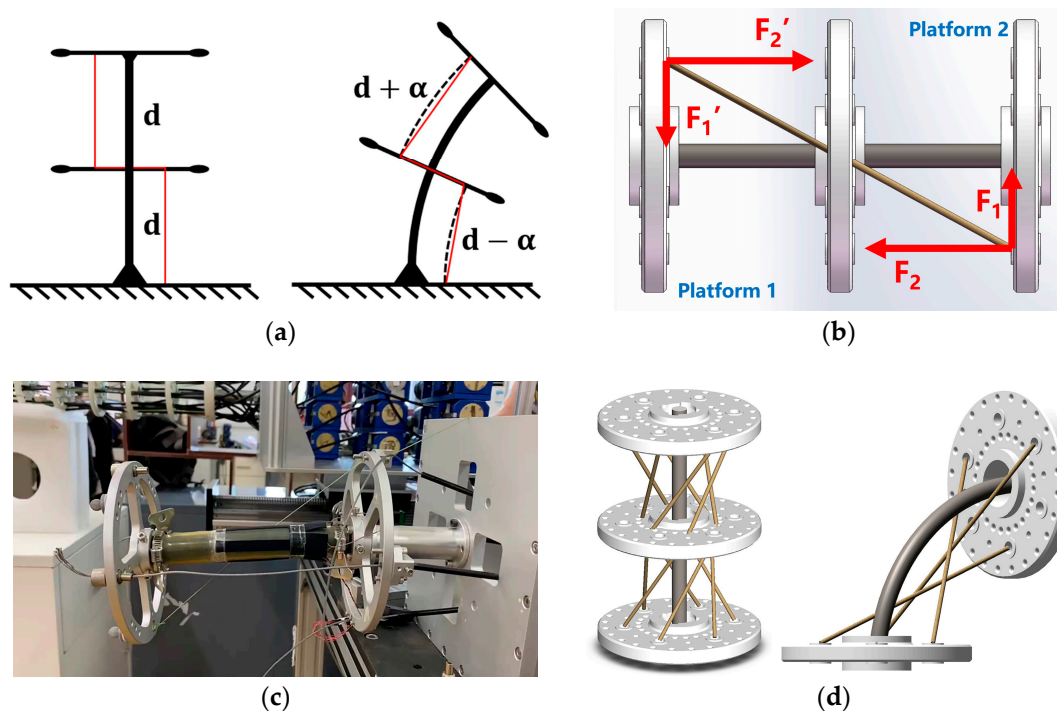 d + α
d
d
d − α
(a)
F₂’
Platform 2
F₁’
F₁
F₂
Platform 1
(b)
(c)
(d)